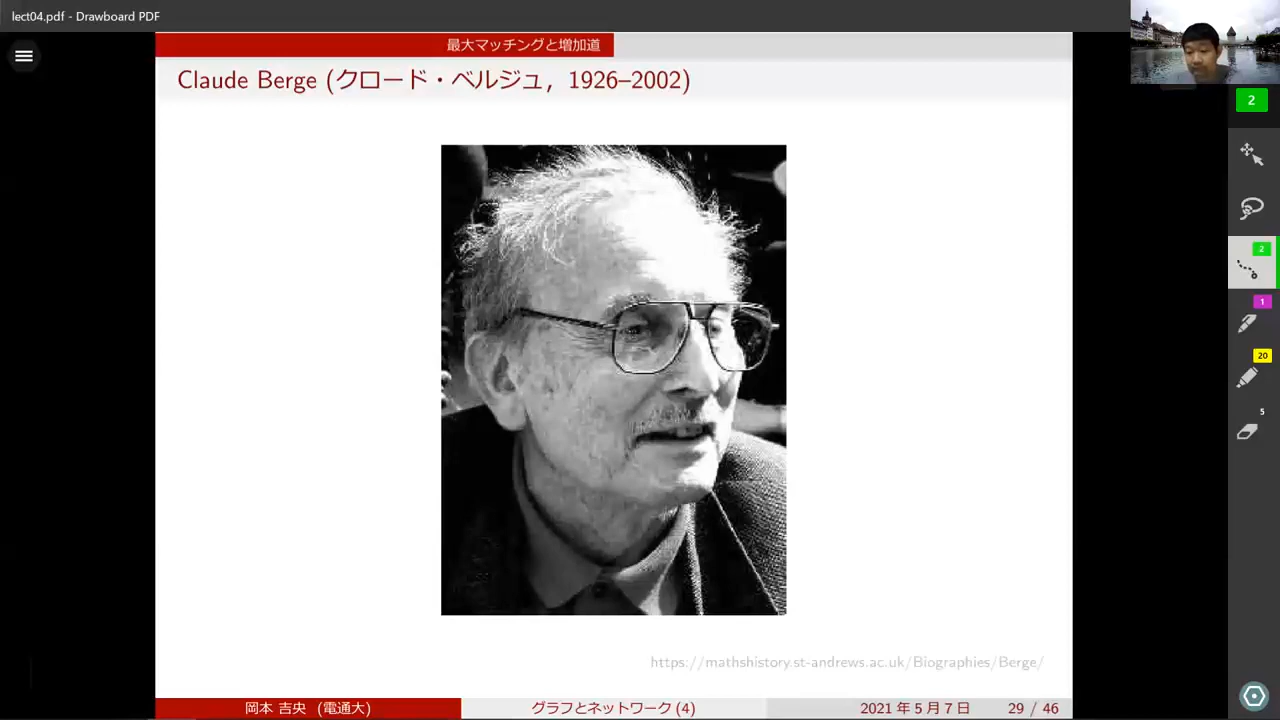 lect04.pdf - Drawboard PDF
最大マッチングと増加道
Claude Berge (クロード・ベルジュ, 1926–2002)
2
2
1
20
5
https://mathshistory.st-andrews.ac.uk/Biographies/Berge/
岡本 吉央 (電通大) グラフとネットワーク (4) 2021 年 5 月 7 日 29 / 46